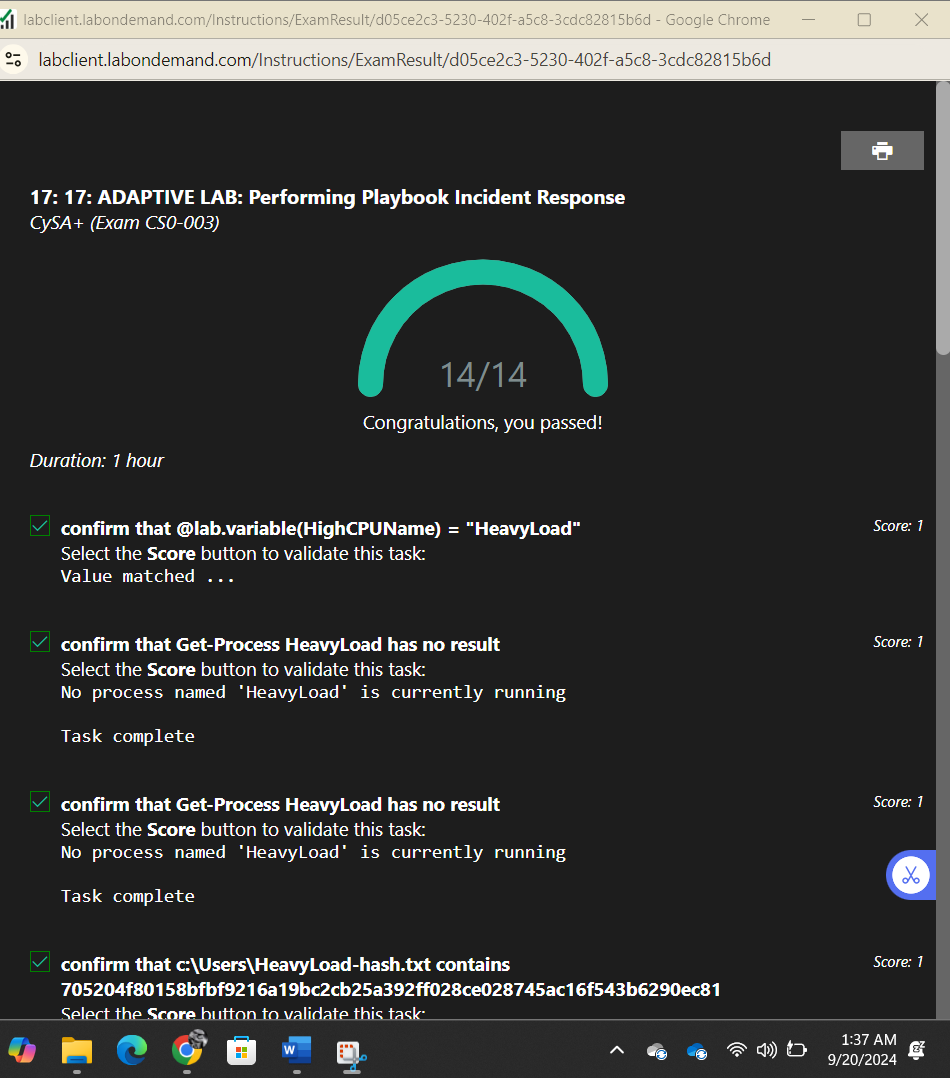 labclient.labondemand.com/Instructions/ExamResult/d05ce2c3-5230-402f-a5c8-3cdc82815b6d - Google Chrome
labclient.labondemand.com/Instructions/ExamResult/d05ce2c3-5230-402f-a5c8-3cdc82815b6d
17: 17: ADAPTIVE LAB: Performing Playbook Incident Response
CySA+ (Exam CS0-003)
14/14
Congratulations, you passed!
Duration: 1 hour
confirm that @lab.variable(HighCPUName) = "HeavyLoad"
Score: 1
Select the Score button to validate this task:
Value matched ...
confirm that Get-Process HeavyLoad has no result
Score: 1
Select the Score button to validate this task:
No process named 'HeavyLoad' is currently running
Task complete
confirm that Get-Process HeavyLoad has no result
Score: 1
Select the Score button to validate this task:
No process named 'HeavyLoad' is currently running
Task complete
confirm that c:\Users\HeavyLoad-hash.txt contains
Score: 1
705204f80158bfbf9216a19bc2cb25a392ff028ce028745ac16f543b6290ec81
Select the Score button to validate this task:
1:37 AM
9/20/2024